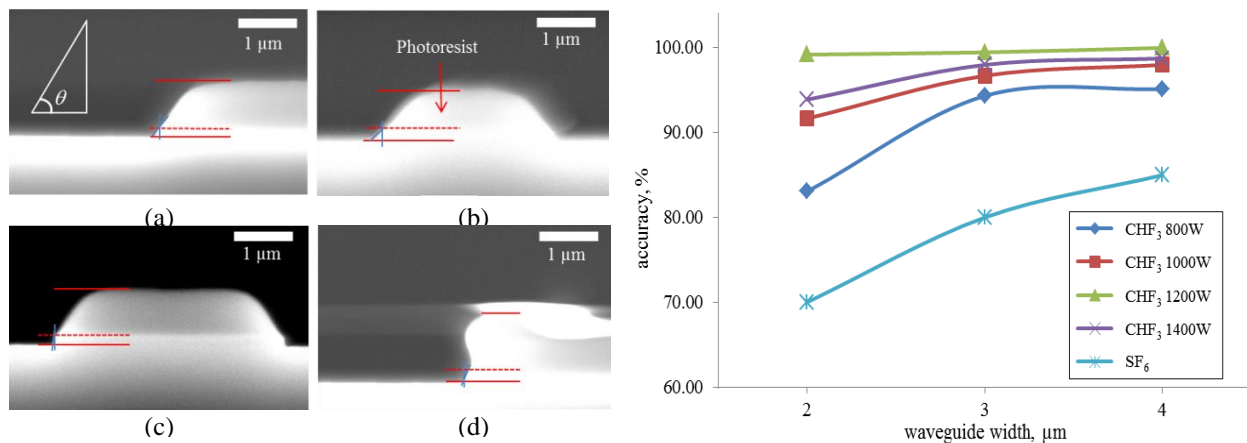 1 µm
θ
(a)
1 µm
Photoresist
(b)
1 µm
(c)
1 µm
(d)
accuracy, %
100.00
90.00
80.00
70.00
60.00
2 3 4
waveguide width, µm
CHF₃ 800W
CHF₃ 1000W
CHF₃ 1200W
CHF₃ 1400W
SF₆